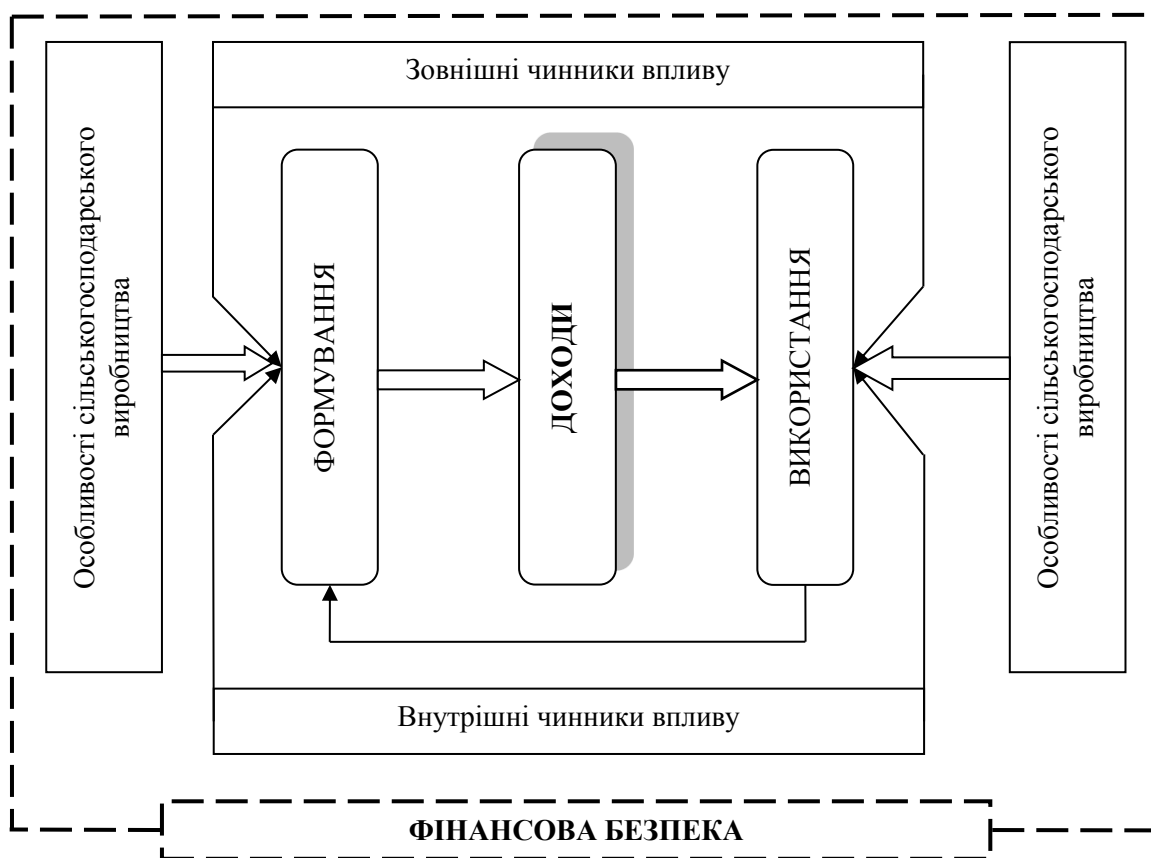 Зовнішні чинники впливу
Особливості сільськогосподарського
виробництва
ФОРМУВАННЯ
ДОХОДИ
ВИКОРИСТАННЯ
Особливості сільськогосподарського
виробництва
Внутрішні чинники впливу
ФІНАНСОВА БЕЗПЕКА